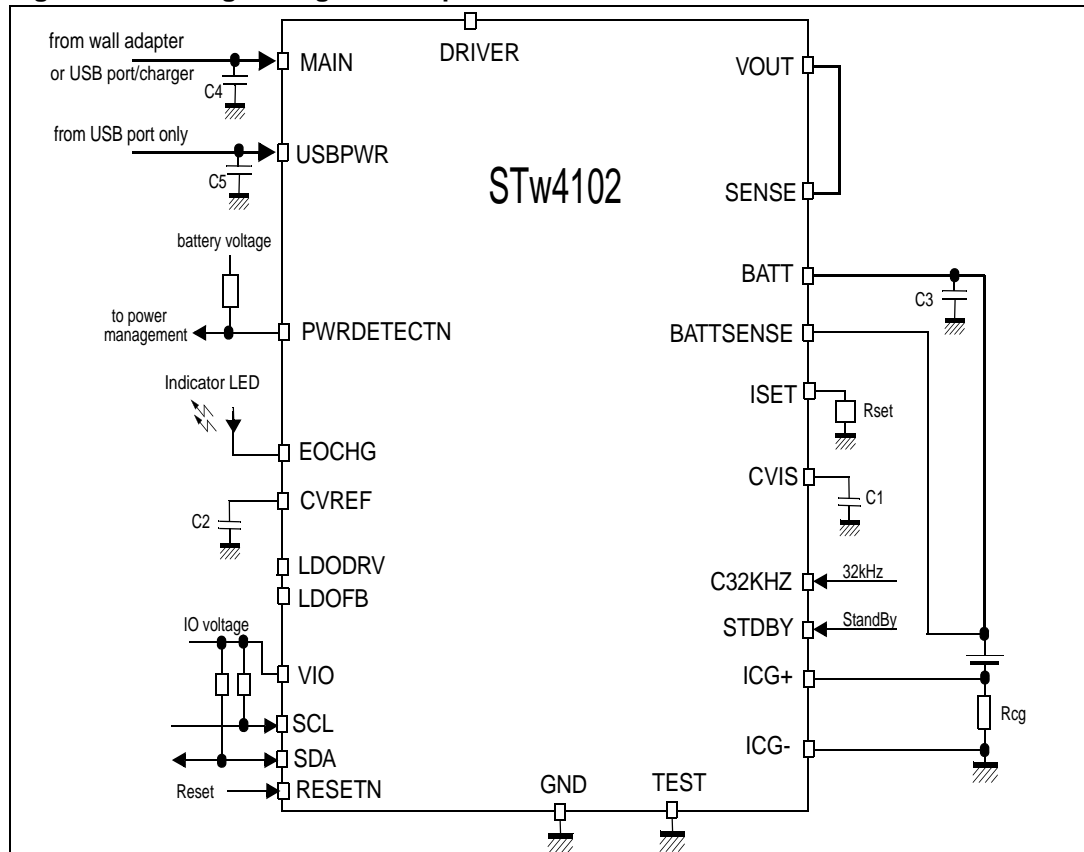 from wall adapter
or USB port/charger
C4
MAIN
DRIVER
VOUT
from USB port only
C5
USBPWR
STw4102
SENSE
battery voltage
BATT
C3
to power
management
PWRDETECTN
BATTSENSE
Indicator LED
ISET
Rset
EOCHG
CVREF
C2
CVIS
C1
LDODRV
LDOFB
C32KHZ
32kHz
STDBY
StandBy
IO voltage
VIO
ICG+
Rcg
SCL
SDA
ICG-
Reset
RESETN
GND
TEST